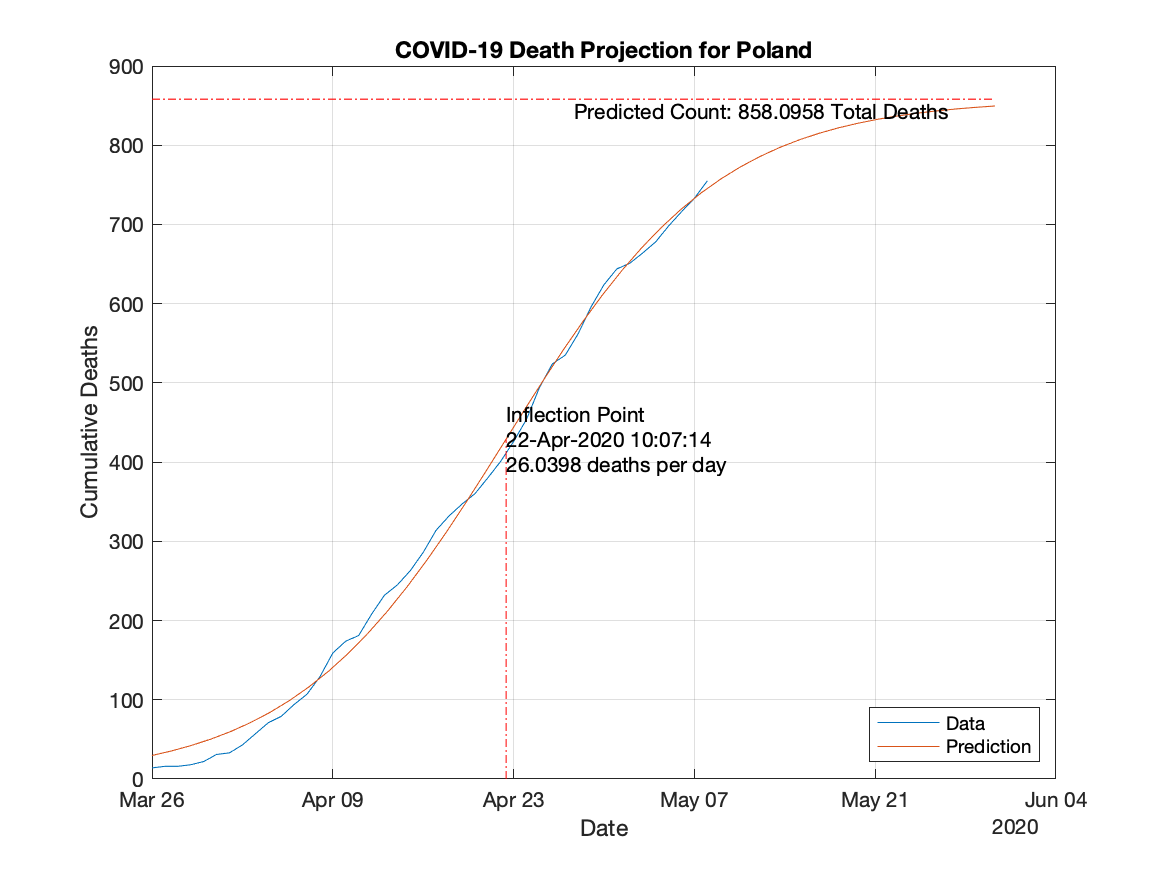 COVID-19 Death Projection for Poland
900
800
700
600
500
400
300
200
100
0
Cumulative Deaths
Predicted Count: 858.0958 Total Deaths
Inflection Point
22-Apr-2020 10:07:14
26.0398 deaths per day
Data
Prediction
Mar 26 Apr 09 Apr 23 May 07 May 21 Jun 04
Date
2020